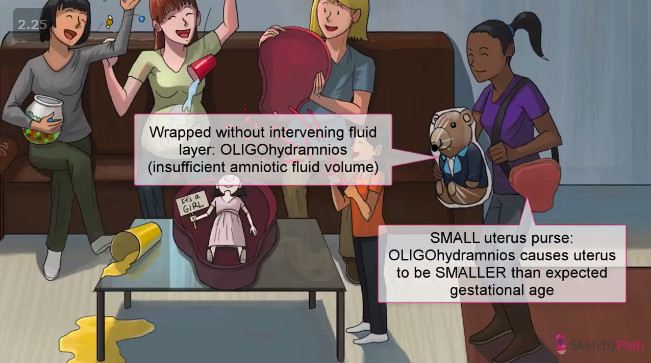 2.25
Wrapped without intervening fluid
layer: OLIGOhydramnios
(insufficient amniotic fluid volume)
It's a
GIRL
SMALL uterus purse:
OLIGOhydramnios causes uterus
to be SMALLER than expected
gestational age
SketchyPath